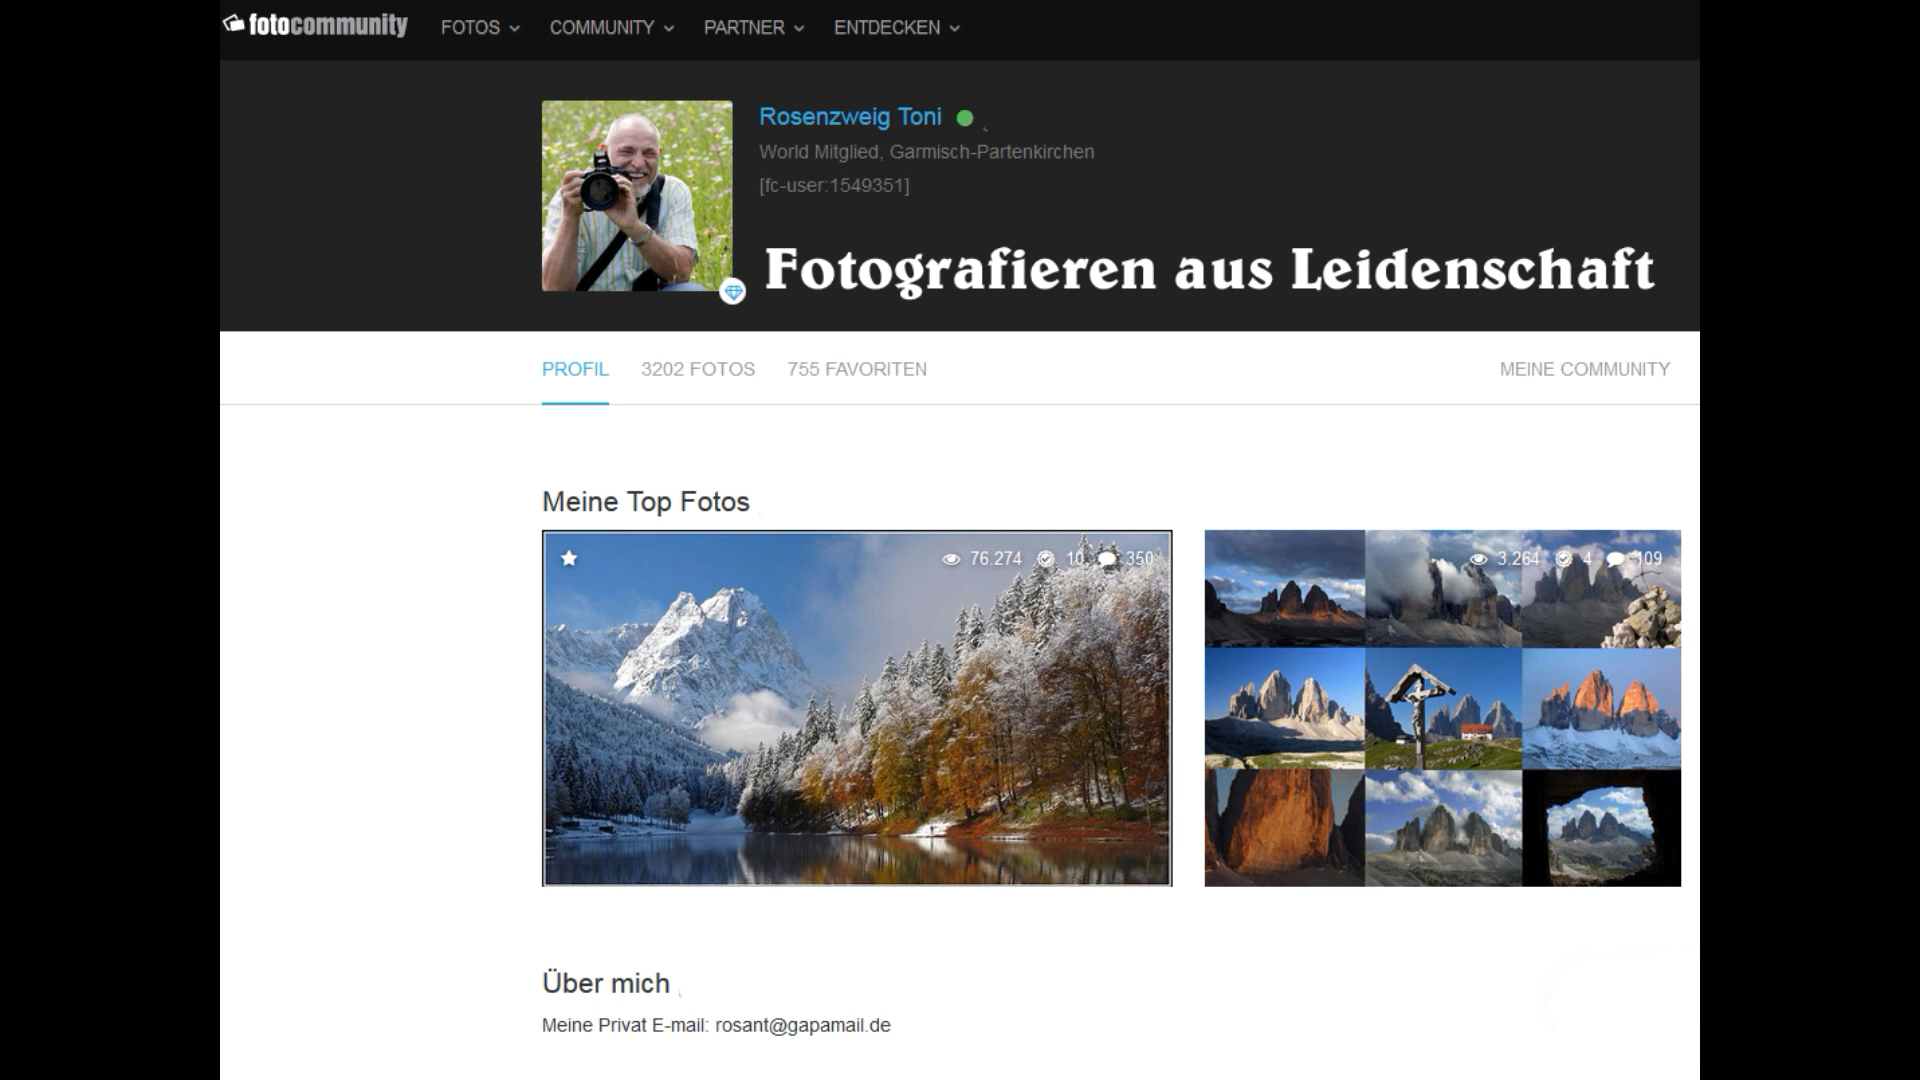 fotocommunity FOTOS COMMUNITY PARTNER ENTDECKEN
Rosenzweig Toni
World Mitglied, Garmisch-Partenkirchen
[fc-user:1549351]
Fotografieren aus Leidenschaft
PROFIL 3202 FOTOS 755 FAVORITEN MEINE COMMUNITY
Meine Top Fotos
76.274 10 350 3.264 4 109
Über mich
Meine Privat E-mail: rosant@gapamail.de